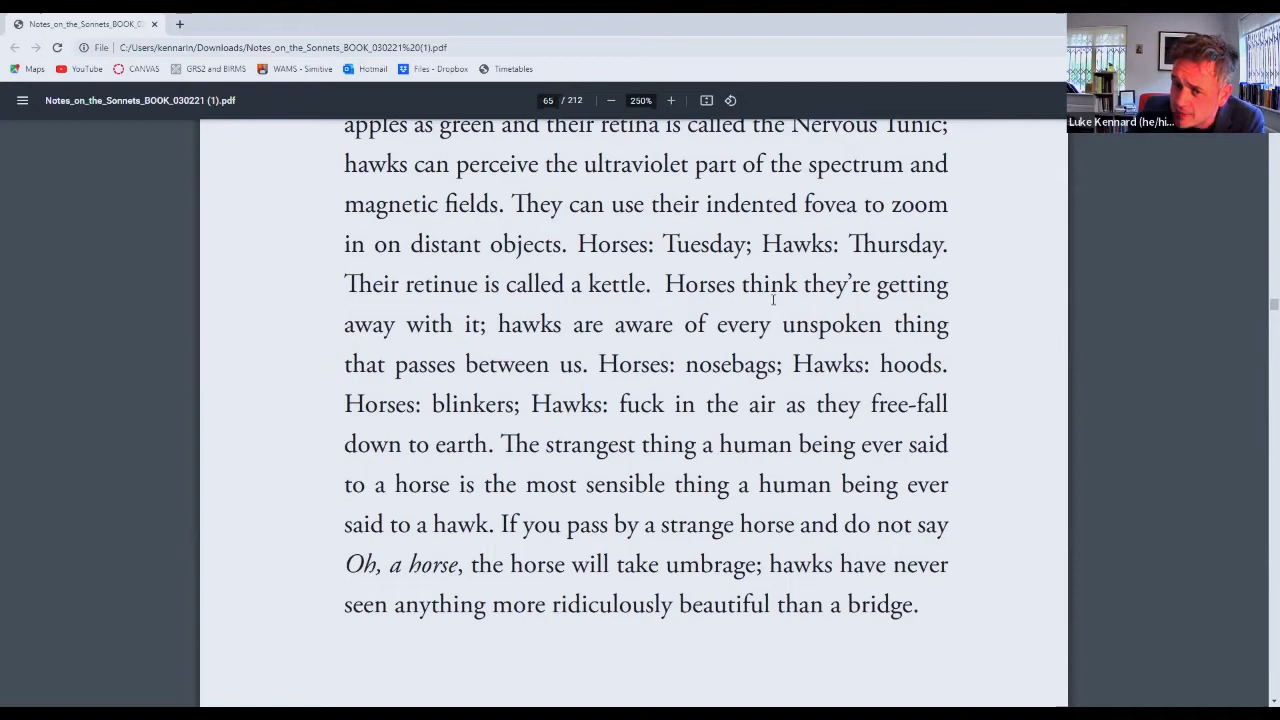 Notes_on_the_Sonnets_BOOK_03022
File C:/Users/kennarln/Downloads/Notes_on_the_Sonnets_BOOK_030221%20(1).pdf
Maps YouTube CANVAS GRS2 and BIRMS WAMS - Simitive Hotmail Files - Dropbox Timetables
Notes_on_the_Sonnets_BOOK_030221 (1).pdf 65 / 212 250%
Luke Kennard (he/hi...
apples as green and their retina is called the Nervous Tunic;
hawks can perceive the ultraviolet part of the spectrum and
magnetic fields. They can use their indented fovea to zoom
in on distant objects. Horses: Tuesday; Hawks: Thursday.
Their retinue is called a kettle. Horses think they’re getting
away with it; hawks are aware of every unspoken thing
that passes between us. Horses: nosebags; Hawks: hoods.
Horses: blinkers; Hawks: fuck in the air as they free-fall
down to earth. The strangest thing a human being ever said
to a horse is the most sensible thing a human being ever
said to a hawk. If you pass by a strange horse and do not say
Oh, a horse, the horse will take umbrage; hawks have never
seen anything more ridiculously beautiful than a bridge.